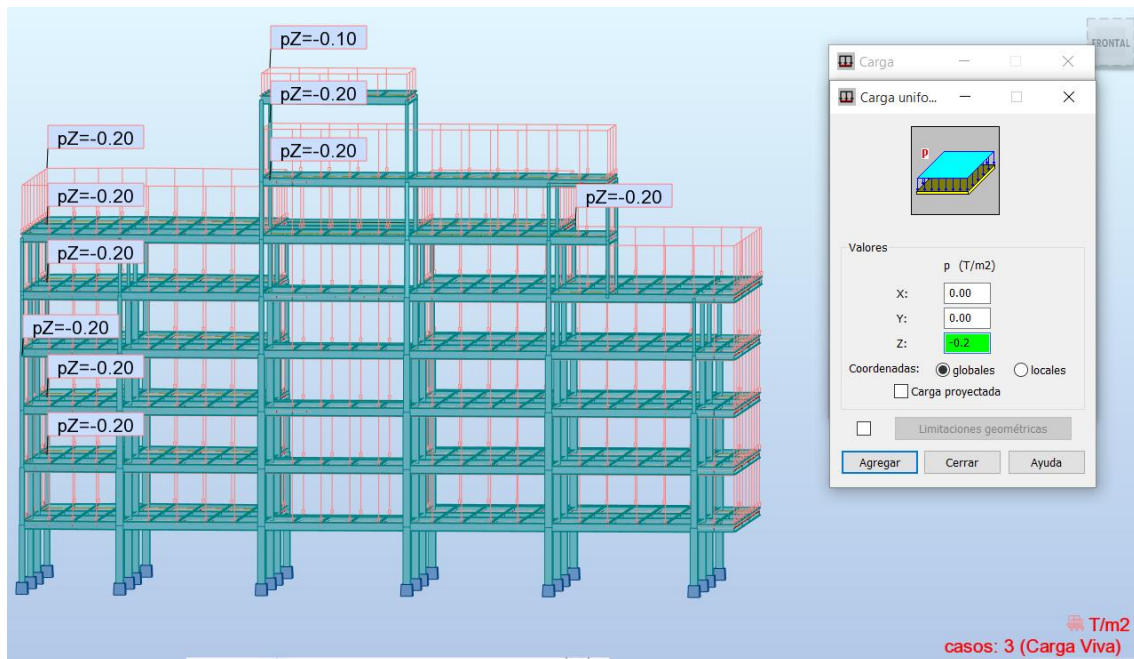 pZ=-0.10
pZ=-0.20
pZ=-0.20
pZ=-0.20
pZ=-0.20
pZ=-0.20
pZ=-0.20
pZ=-0.20
pZ=-0.20
pZ=-0.20
FRONTAL
Carga
Carga unifo...
p
Valores
p (T/m2)
X: 0.00
Y: 0.00
Z: -0.2
Coordenadas: globales locales
Carga proyectada
Limitaciones geométricas
Agregar Cerrar Ayuda
T/m2
casos: 3 (Carga Viva)